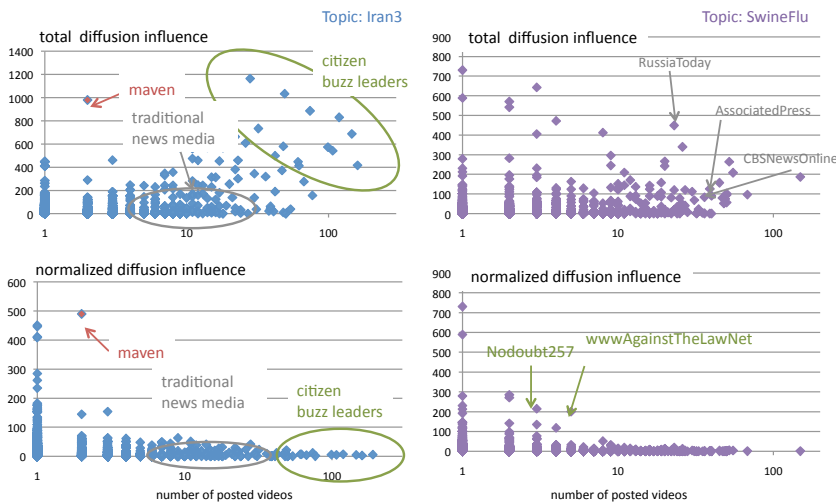 Topic: Iran3
total diffusion influence
1400
1200
1000
800
600
400
200
0
1
10
100
maven
traditional
news media
citizen
buzz leaders
Topic: SwineFlu
total diffusion influence
900
800
700
600
500
400
300
200
100
0
1
10
100
RussiaToday
AssociatedPress
CBSNewsOnline
normalized diffusion influence
600
500
400
300
200
100
0
1
10
100
maven
traditional
news media
citizen
buzz leaders
number of posted videos
normalized diffusion influence
900
800
700
600
500
400
300
200
100
0
1
10
100
Nodoubt257
wwwAgainstTheLawNet
number of posted videos